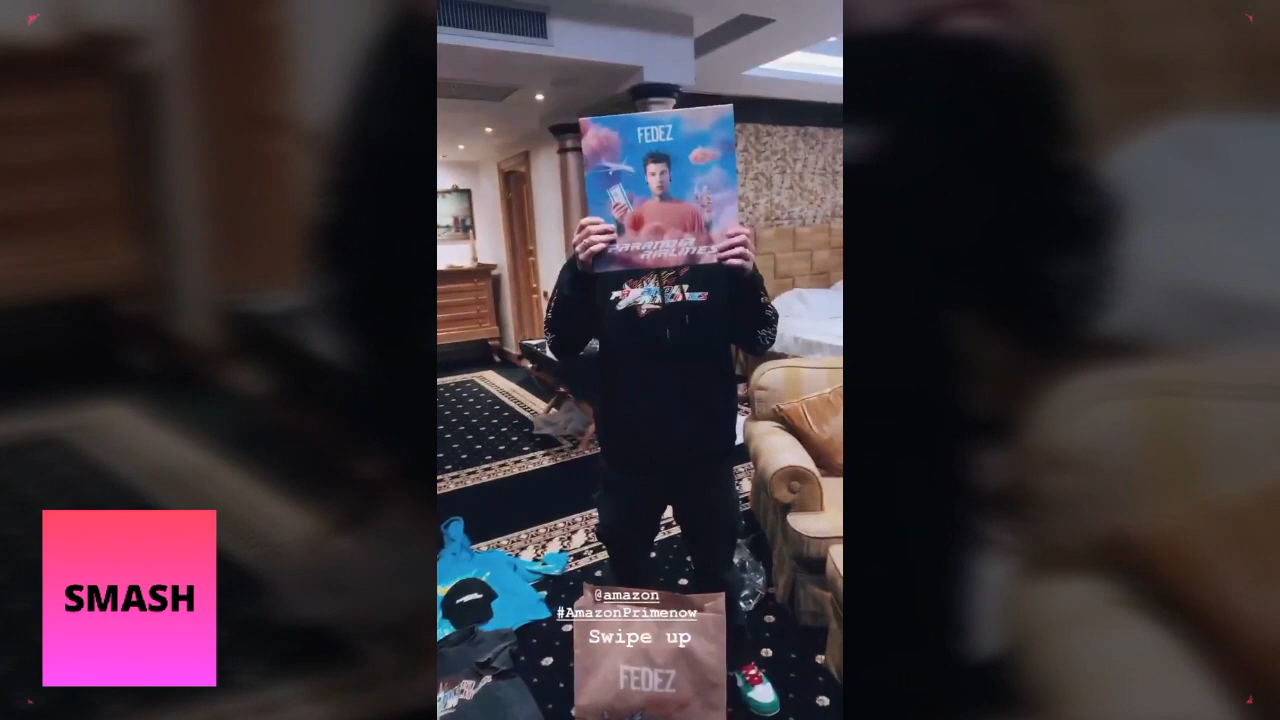 FEDEZ
PARANOIA
AIRLINES
@amazon
#AmazonPrimenow
Swipe up
FEDEZ
SMASH